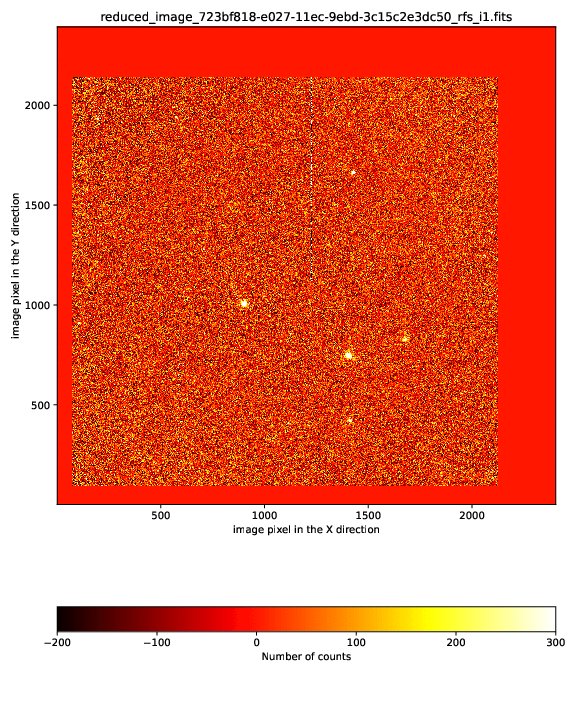 reduced_image_723bf818-e027-11ec-9ebd-3c15c2e3dc50_rfs_i1.fits
2000
1500
1000
500
image pixel in the Y direction
500 1000 1500 2000
image pixel in the X direction
−200 −100 0 100 200 300
Number of counts